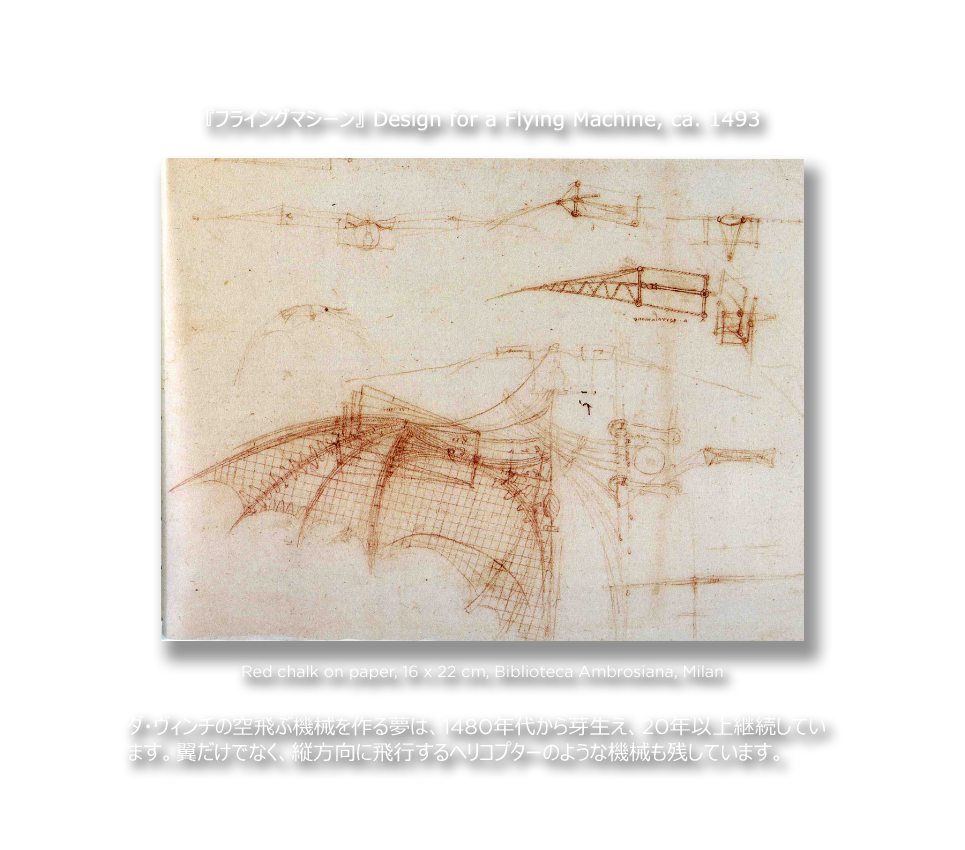 『フライングマシーン』 Design for a Flying Machine, ca. 1493
Red chalk on paper, 16 x 22 cm, Biblioteca Ambrosiana, Milan
ダ・ヴィンチの空飛ぶ機械を作る夢は、1480年代から芽生え、20年以上継続してい
ます。翼だけでなく、縦方向に飛行するヘリコプターのような機械も残しています。